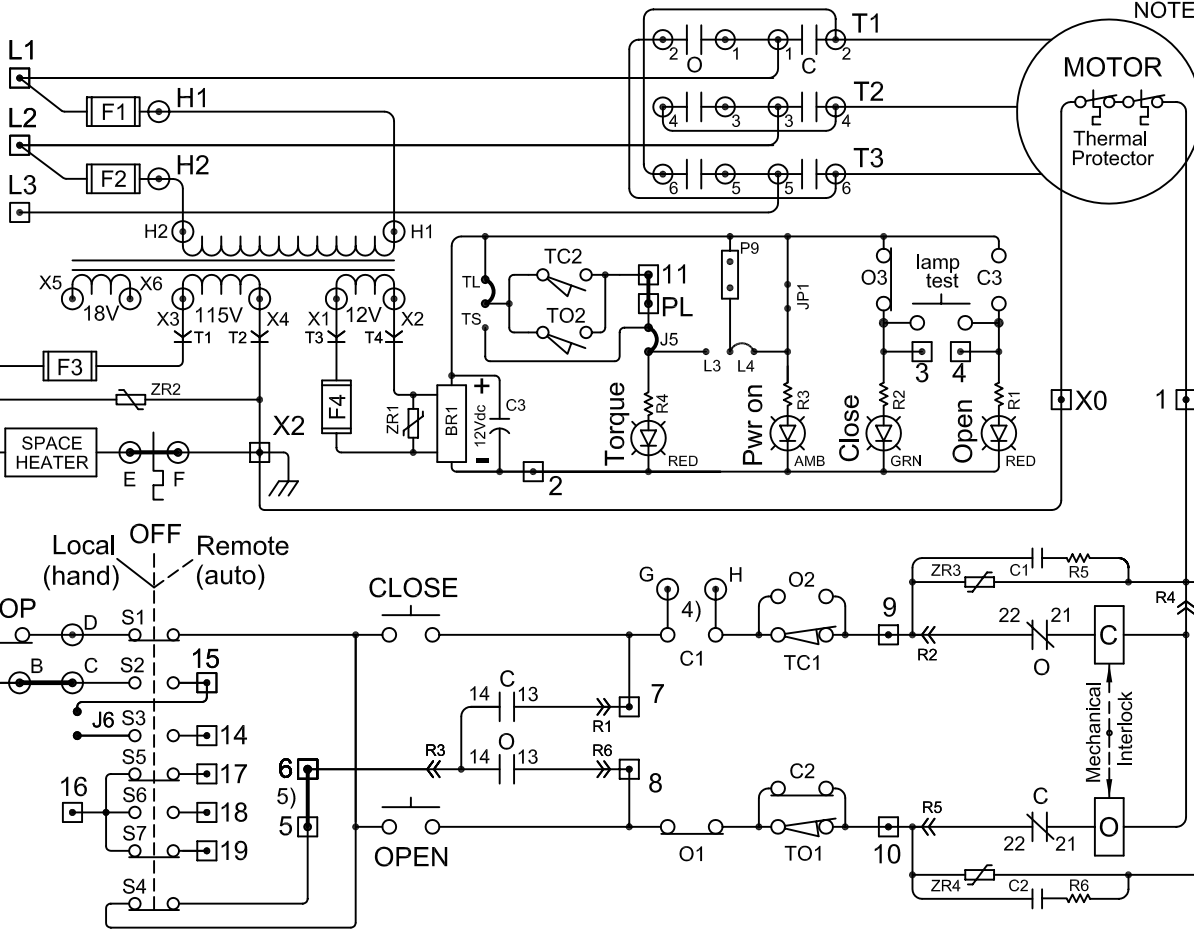 NOTE
T1
2
1
1
2
O
C
L1
MOTOR
F1
H1
T2
4
3
3
4
L2
Thermal
Protector
F2
H2
T3
6
5
5
6
L3
H2
H1
P9
TC2
lamp
test
O3
C3
11
X5
X6
TL
JP1
18V
X3
115V
X4
X1
12V
X2
PL
TS
TO2
T1
T2
T3
T4
J5
L3
L4
3
4
F3
ZR2
F4
ZR1
BR1
+
12Vdc
-
C3
Torque
R4
Pwr on
R3
Close
R2
Open
R1
X0
1
X2
SPACE
HEATER
E
F
2
RED
AMB
GRN
RED
OFF
Local
(hand)
Remote
(auto)
CLOSE
G
H
4)
O2
ZR3
C1
R5
R4
OP
D
S1
9
22
21
C
C1
TC1
R2
O
B
C
S2
15
14
C
13
7
R1
J6
S3
14
O
Mechanical
Interlock
R3
14
13
R6
6
S5
17
8
5)
C2
16
S6
18
5
R5
C
O
S7
19
OPEN
O1
TO1
10
22
21
S4
ZR4
C2
R6